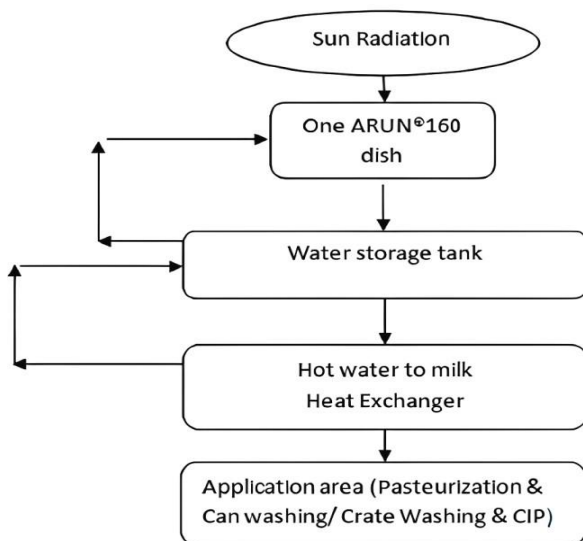 Sun Radiation
One ARUN®160
dish
Water storage tank
Hot water to milk
Heat Exchanger
Application area (Pasteurization &
Can washing/ Crate Washing & CIP)